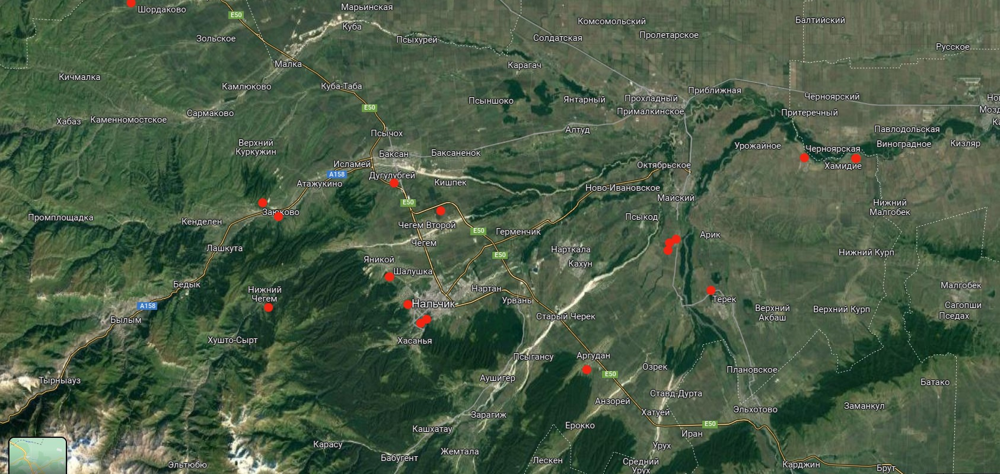 Шордаково
E50
Марьинская
Куба
Комсомольский
Балтийский
Зольское
Псыхурей
Солдатская
Пролетарское
Русское
Малка
Карагач
Кичмалка
Камлюково
Куба-Таба
Псыншоко
Янтарный
Прохладный
Приближная
Черноярский
E50
Сармаково
Прималкинское
Притеречный
Хабаз
Каменномостское
Псычох
Алтуд
Павлодольская
Верхний
Куркужин
Баксан
Баксаненок
Урожайное
Черноярская
Виноградное
Кизляр
Исламей
Октябрьское
Хамидие
A158
Дугулубгей
Атажукино
Кишпек
Ново-Ивановское
Майский
E50
Нижний
Малгобек
Заюково
Промплощадка
Кенделен
Чегем Второй
Псыкод
E50
Герменчик
Арик
Лашкута
Чегем
Нарткала
Нижний Курп
E50
Яникой
Кахун
Шалушка
Бедык
Нижний
Чегем
Нартан
Малгобек
A158
Нальчик
Урвань
Терек
Верхний
Акбаш
Верхний Курп
Сагопши
Былым
Старый Черек
Пседах
Хушто-Сырт
Хасанья
Псыгансу
Аргудан
Озрек
Плановское
E50
Тырныауз
Аушигер
Батако
Ставд-Дурта
Анзорей
Заманкул
Зарагиж
Хатуей
Эльхотово
Кашхатау
Ерокко
E50
Иран
Карасу
Урух
Бабугент
Жемтала
Лескен
Средний
Урух
Эльтюбю
Карджин
Брут